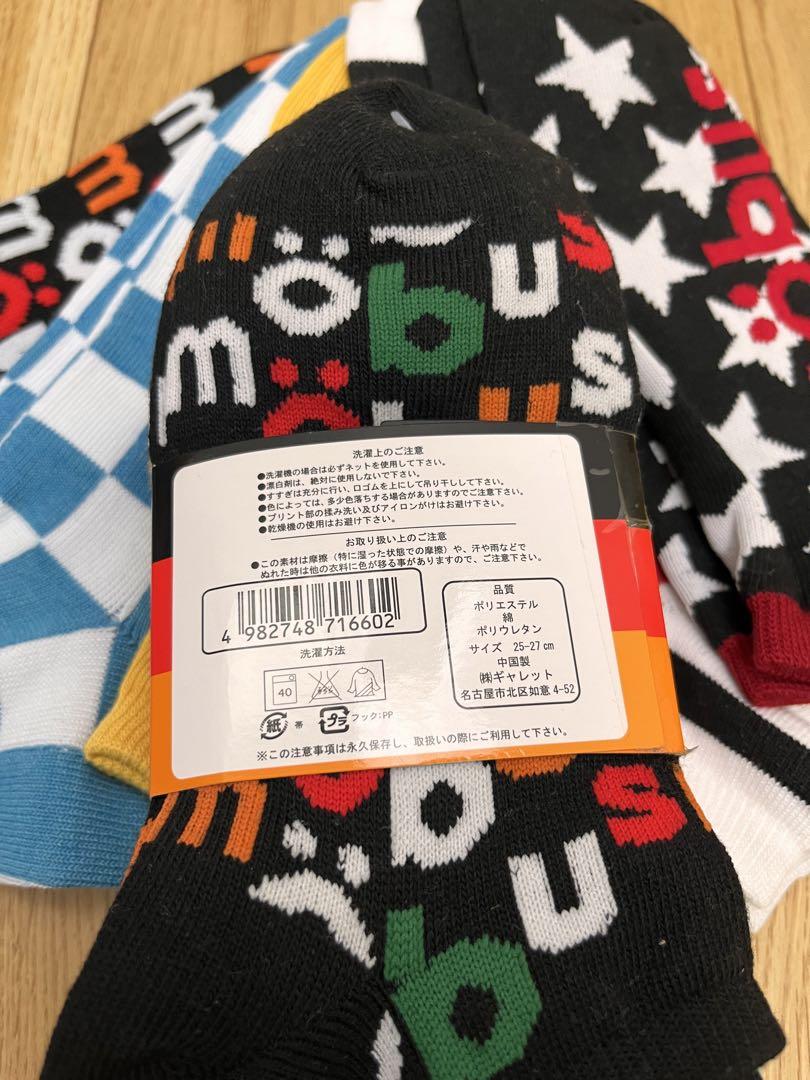 möbus
möbus
洗濯上のご注意
●洗濯機の場合は必ずネットを使用して下さい。
●漂白剤は、絶対に使用しないで下さい。
●すすぎは充分に行い、口ゴムを上にして吊り干しして下さい。
●色によっては、多少色落ちする場合がありますのでご注意下さい。
●プリント部の揉み洗い及びアイロンがけはお避け下さい。
●乾燥機の使用はお避け下さい。
お取り扱い上のご注意
●この素材は摩擦（特に湿った状態での摩擦）や、汗や雨などで
ぬれた時は他の衣料に色が移る事がありますので、ご注意下さい。
4 982748 716602
洗濯方法
40
紙 帯 プラ フック:PP
品質
ポリエステル
綿
ポリウレタン
サイズ 25-27cm
中国製
㈱ギャレット
名古屋市北区如意 4-52
※この注意事項は永久保存し、取扱いの際にご利用して下さい。
b u s
b